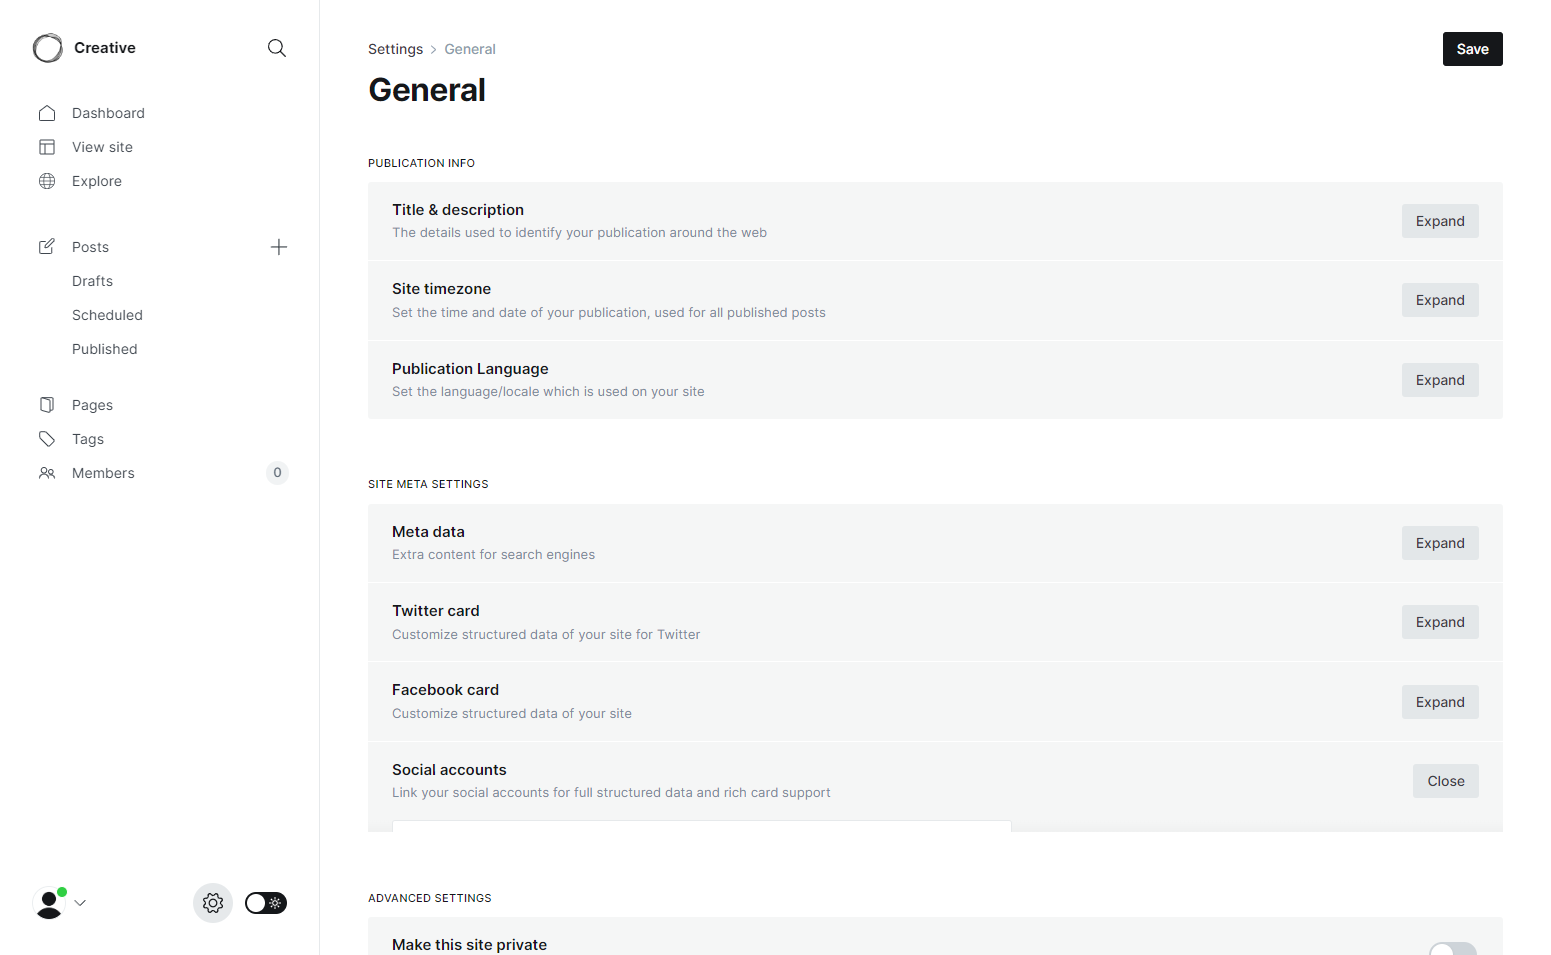 Creative
Dashboard
View site
Explore
Posts
Drafts
Scheduled
Published
Pages
Tags
Members 0
Settings > General
Save
General
PUBLICATION INFO
Title & description
The details used to identify your publication around the web
Expand
Site timezone
Set the time and date of your publication, used for all published posts
Expand
Publication Language
Set the language/locale which is used on your site
Expand
SITE META SETTINGS
Meta data
Extra content for search engines
Expand
Twitter card
Customize structured data of your site for Twitter
Expand
Facebook card
Customize structured data of your site
Expand
Social accounts
Link your social accounts for full structured data and rich card support
Close
ADVANCED SETTINGS
Make this site private